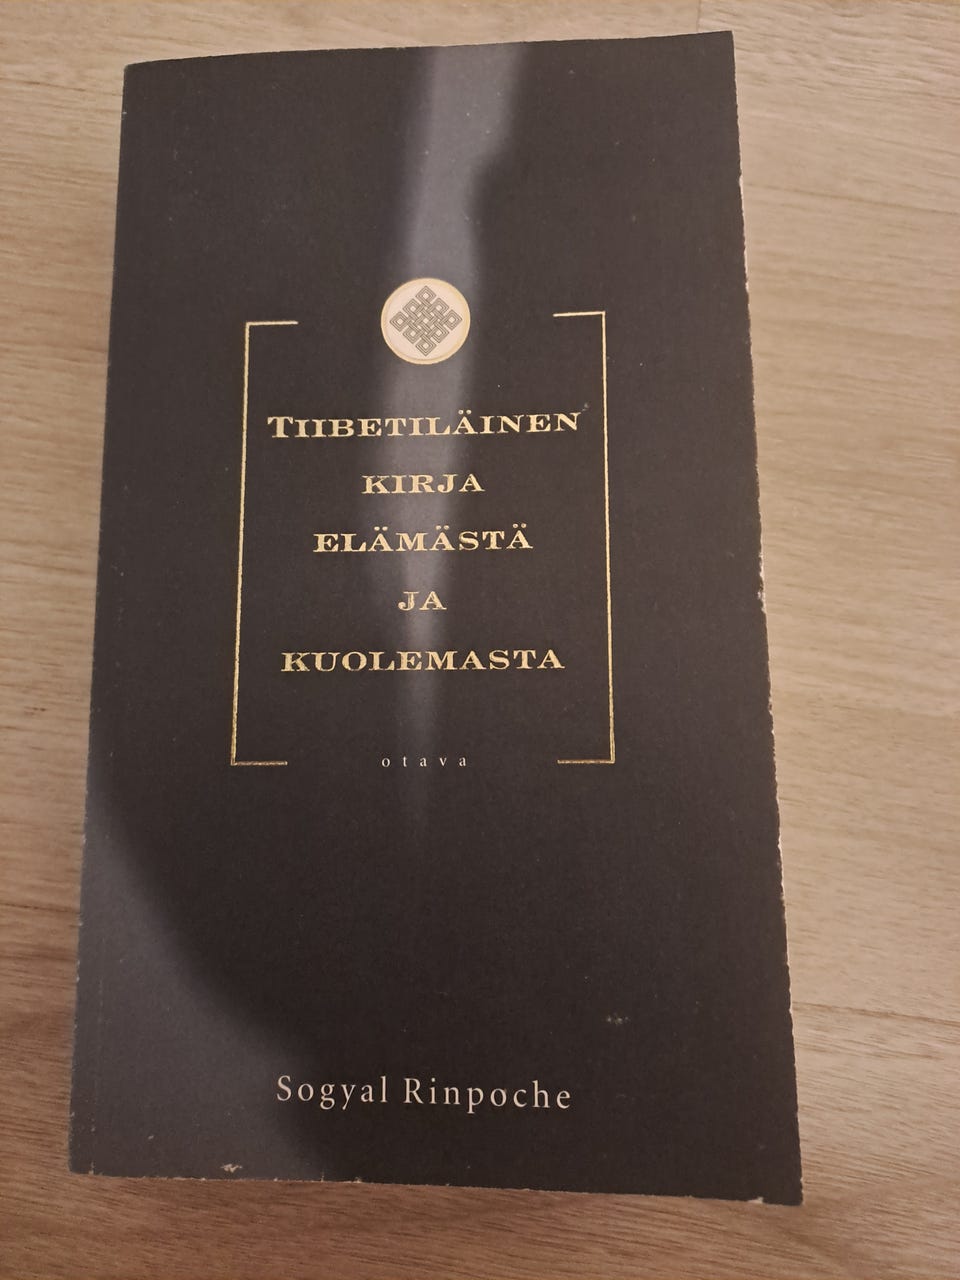 TIIBETILÄINEN
KIRJA
ELÄMÄSTÄ
JA
KUOLEMASTA
otava
Sogyal Rinpoche